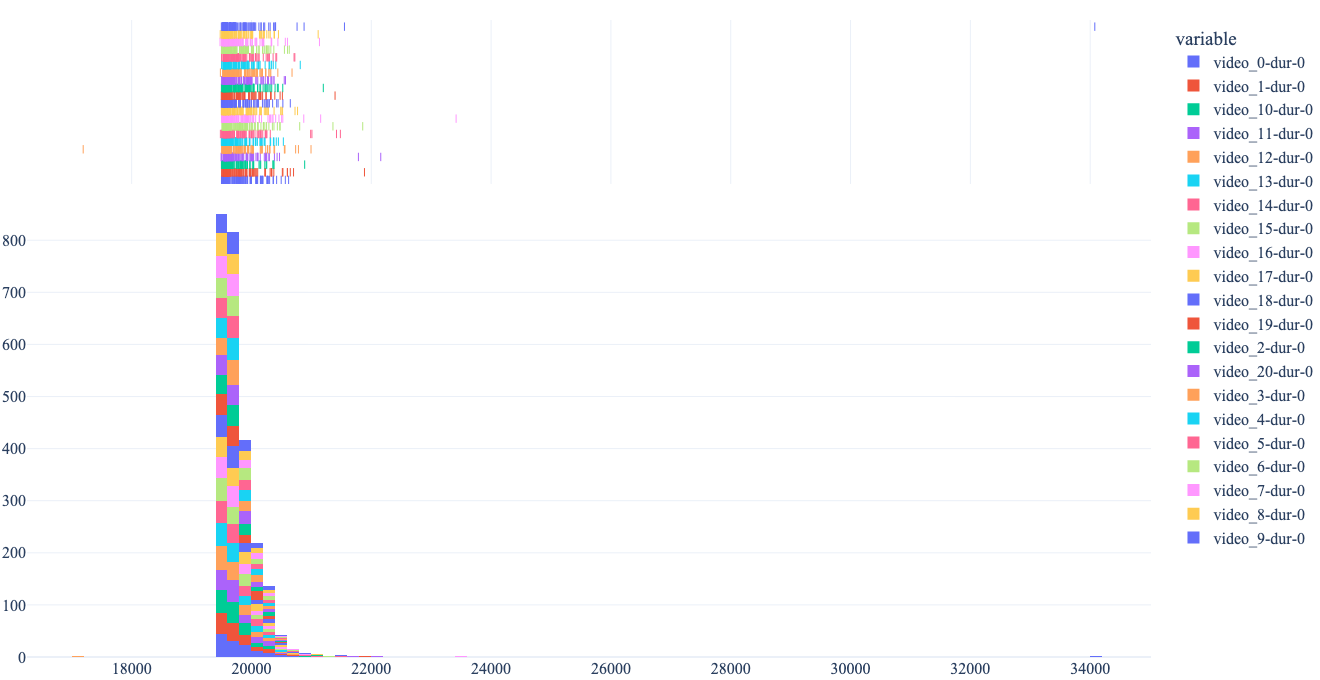 variable
video_0-dur-0
video_1-dur-0
video_10-dur-0
video_11-dur-0
video_12-dur-0
video_13-dur-0
video_14-dur-0
video_15-dur-0
video_16-dur-0
video_17-dur-0
video_18-dur-0
video_19-dur-0
video_2-dur-0
video_20-dur-0
video_3-dur-0
video_4-dur-0
video_5-dur-0
video_6-dur-0
video_7-dur-0
video_8-dur-0
video_9-dur-0
800
700
600
500
400
300
200
100
0
18000 20000 22000 24000 26000 28000 30000 32000 34000